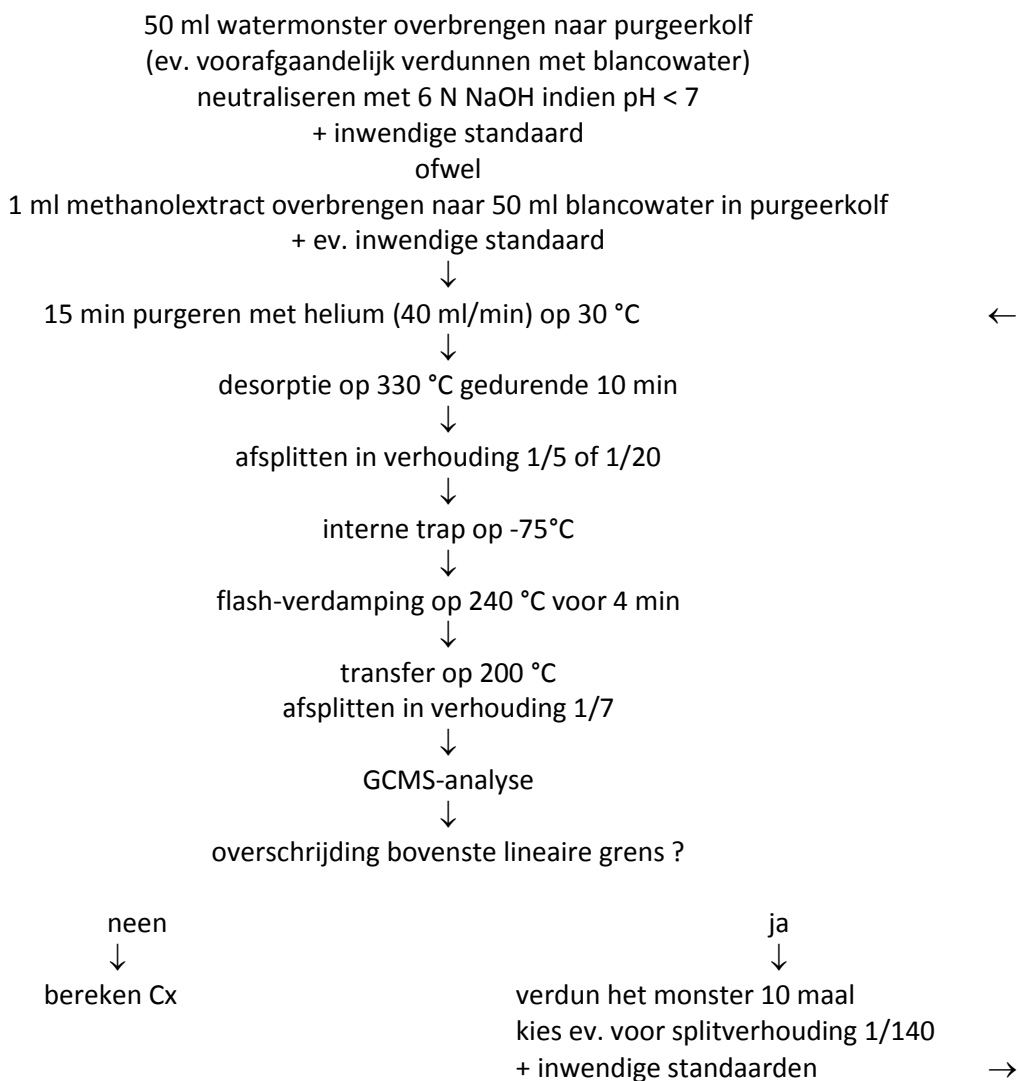 50 ml watermonster overbrengen naar purgeerkolf
(ev. voorafgaandelijk verdunnen met blancowater)
neutraliseren met 6 N NaOH indien pH < 7
+ inwendige standaard
ofwel
1 ml methanolextract overbrengen naar 50 ml blancowater in purgeerkolf
+ ev. inwendige standaard
↓
15 min purgeren met helium (40 ml/min) op 30 °C ←
↓
desorptie op 330 °C gedurende 10 min
↓
afsplitten in verhouding 1/5 of 1/20
↓
interne trap op -75°C
↓
flash-verdamping op 240 °C voor 4 min
↓
transfer op 200 °C
afsplitten in verhouding 1/7
↓
GCMS-analyse
↓
overschrijding bovenste lineaire grens ?
neen ja
↓ ↓
bereken Cx verdun het monster 10 maal
kies ev. voor splitverhouding 1/140
+ inwendige standaarden →